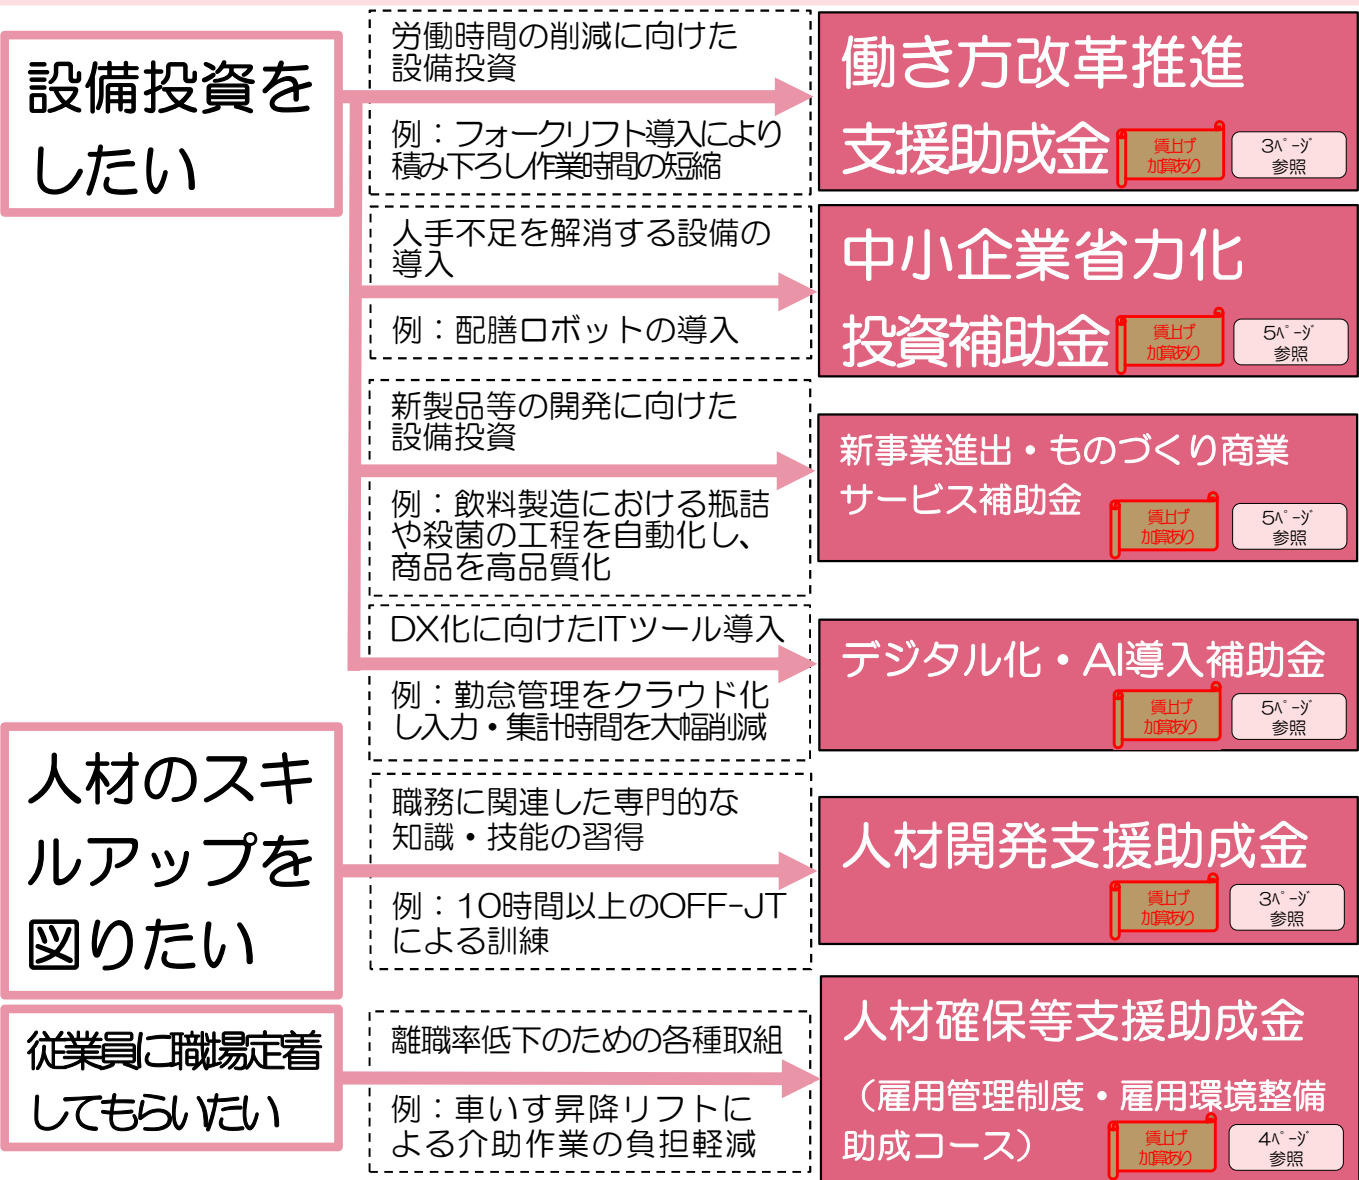 設備投資を
したい
労働時間の削減に向けた
設備投資
例：フォークリフト導入により
積み下ろし作業時間の短縮
働き方改革推進
支援助成金
賃上げ
加算あり
3ﾍﾟｰｼﾞ
参照
人手不足を解消する設備の
導入
例：配膳ロボットの導入
中小企業省力化
投資補助金
賃上げ
加算あり
5ﾍﾟｰｼﾞ
参照
新製品等の開発に向けた
設備投資
例：飲料製造における瓶詰
や殺菌の工程を自動化し、
商品を高品質化
新事業進出・ものづくり商業
サービス補助金
賃上げ
加算あり
5ﾍﾟｰｼﾞ
参照
DX化に向けたITツール導入
例：勤怠管理をクラウド化
し入力・集計時間を大幅削減
デジタル化・AI導入補助金
賃上げ
加算あり
5ﾍﾟｰｼﾞ
参照
人材のスキ
ルアップを
図りたい
職務に関連した専門的な
知識・技能の習得
例：10時間以上のOFF-JT
による訓練
人材開発支援助成金
賃上げ
加算あり
3ﾍﾟｰｼﾞ
参照
従業員に職場定着
してもらいたい
離職率低下のための各種取組
例：車いす昇降リフトに
よる介助作業の負担軽減
人材確保等支援助成金
（雇用管理制度・雇用環境整備
助成コース）
賃上げ
加算あり
4ﾍﾟｰｼﾞ
参照